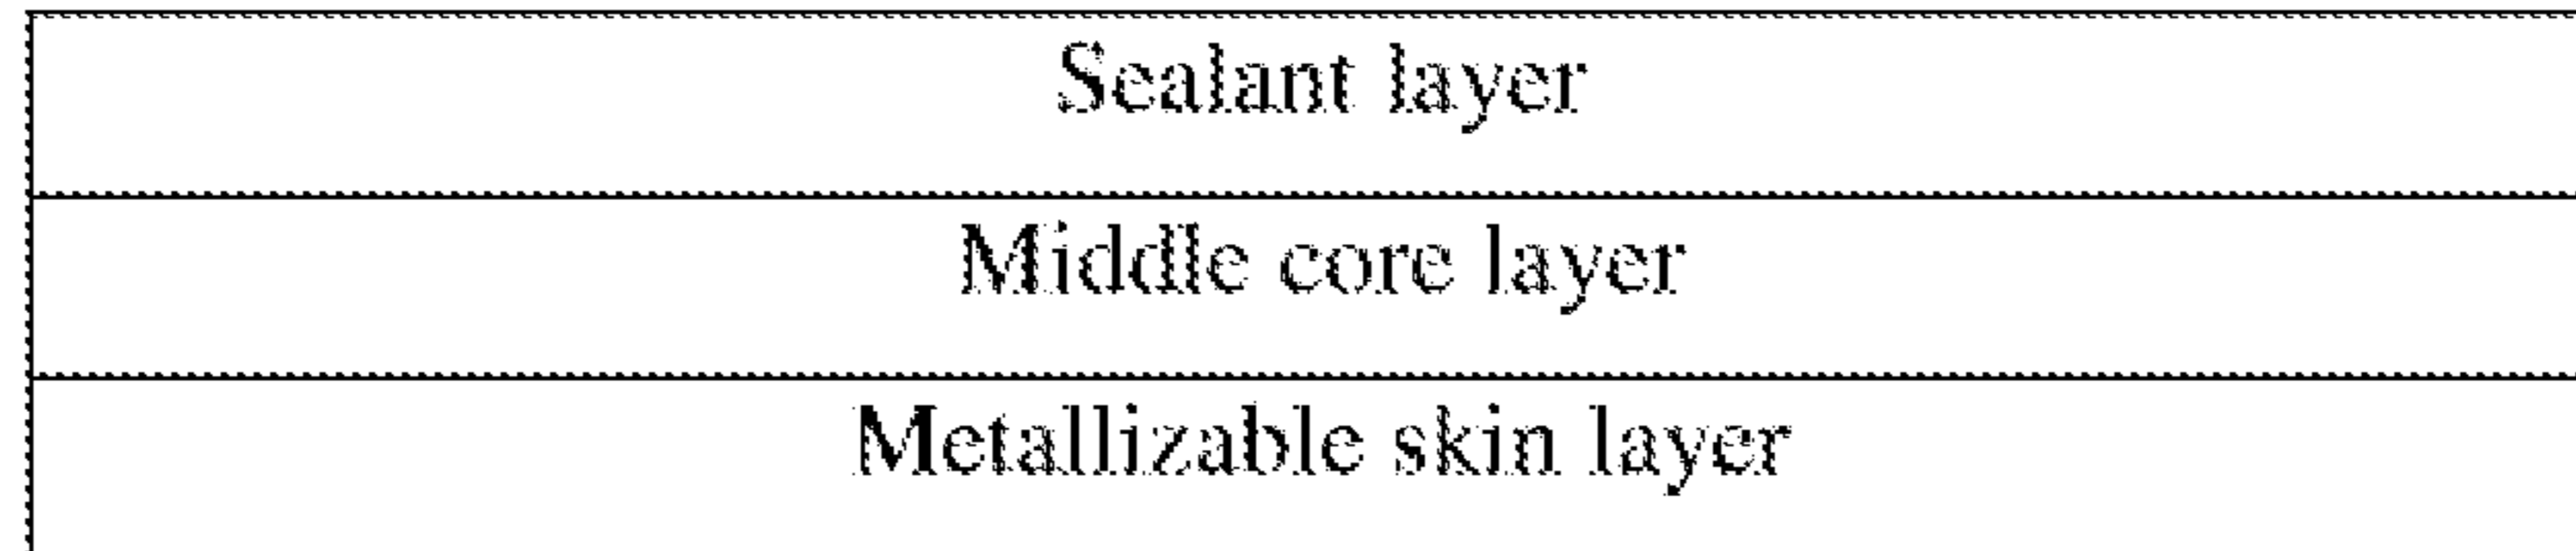 Sealant layer
Middle core layer
Metallizable skin layer